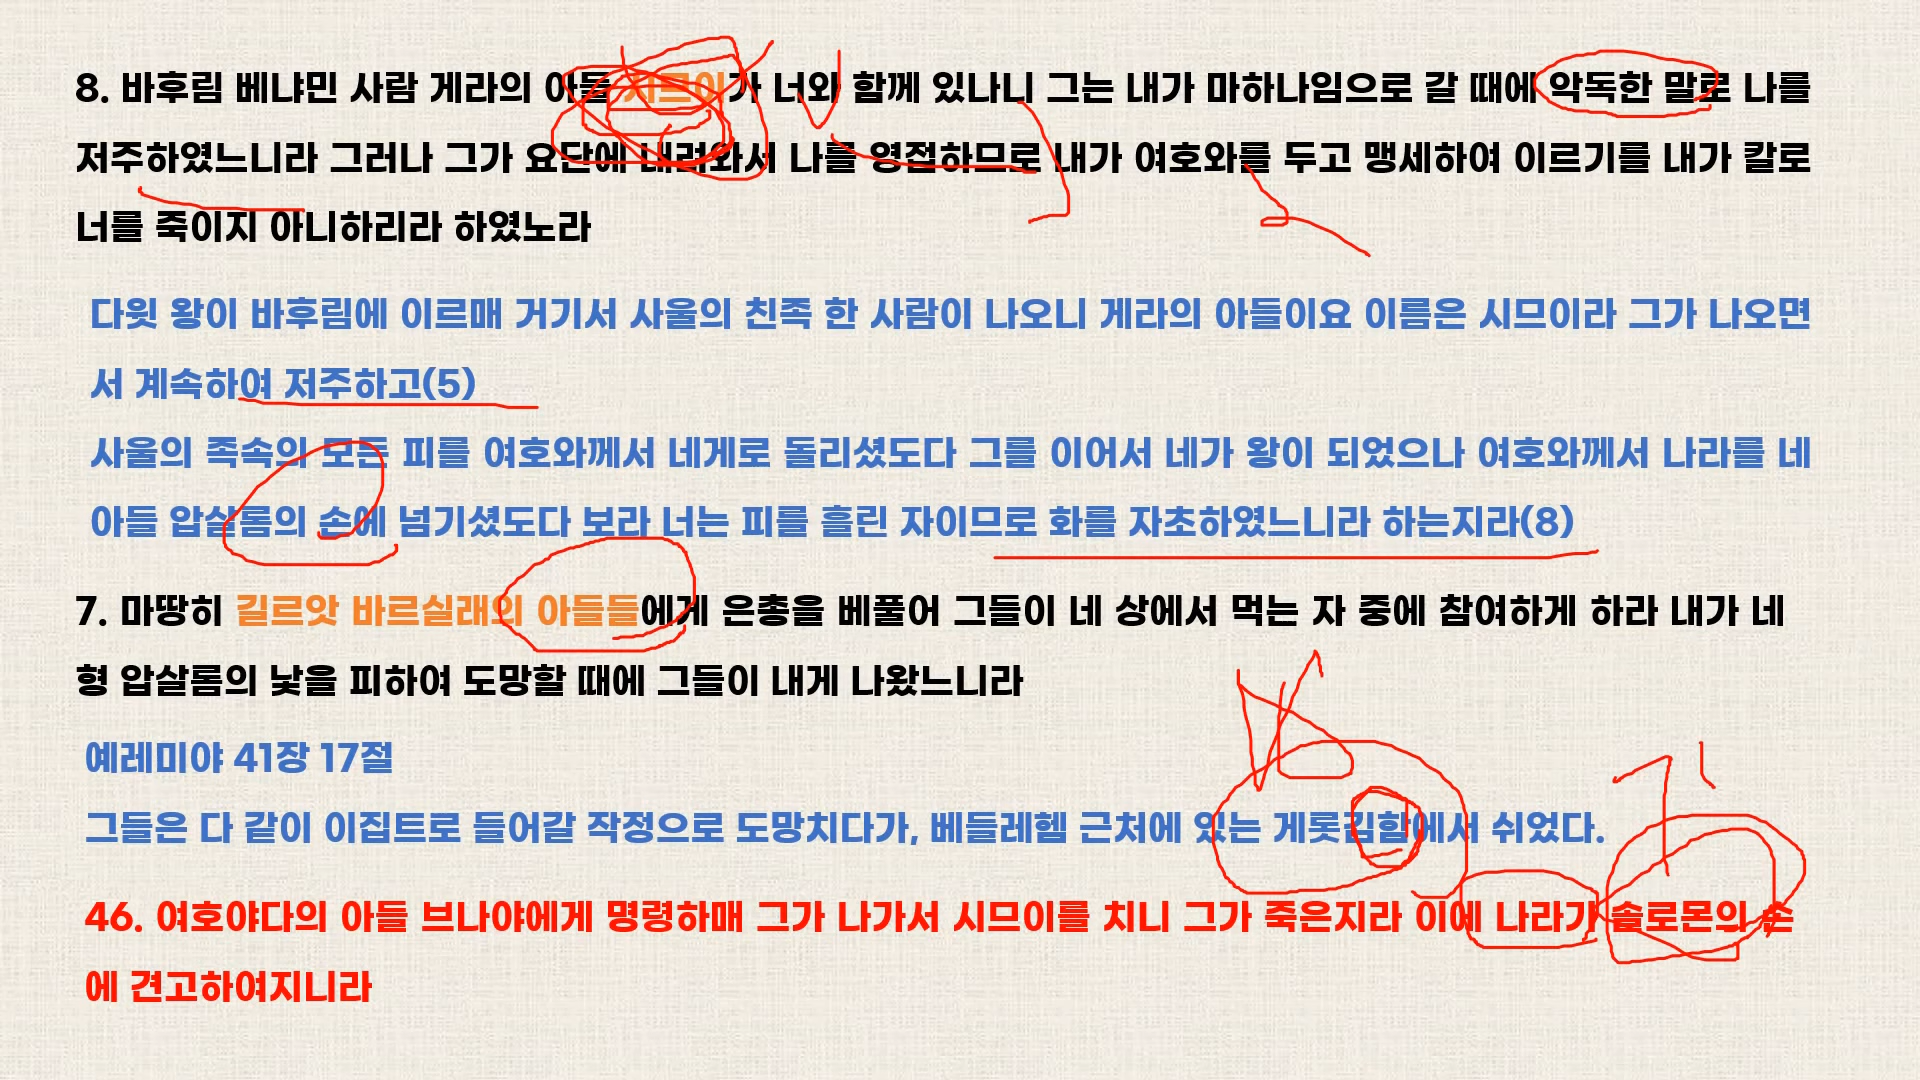 8. 바후림 베냐민 사람 게라의 아들 시므이가 너와 함께 있나니 그는 내가 마하나임으로 갈 때에 악독한 말로 나를
저주하였느니라 그러나 그가 요단에 내려와서 나를 영접하므로 내가 여호와를 두고 맹세하여 이르기를 내가 칼로
너를 죽이지 아니하리라 하였노라
다윗 왕이 바후림에 이르매 거기서 사울의 친족 한 사람이 나오니 게라의 아들이요 이름은 시므이라 그가 나오면
서 계속하여 저주하고(5)
사울의 족속의 모든 피를 여호와께서 네게로 돌리셨도다 그를 이어서 네가 왕이 되었으나 여호와께서 나라를 네
아들 압살롬의 손에 넘기셨도다 보라 너는 피를 흘린 자이므로 화를 자초하였느니라 하는지라(8)
7. 마땅히 길르앗 바르실래의 아들들에게 은총을 베풀어 그들이 네 상에서 먹는 자 중에 참여하게 하라 내가 네
형 압살롬의 낯을 피하여 도망할 때에 그들이 내게 나왔느니라
예레미야 41장 17절
그들은 다 같이 이집트로 들어갈 작정으로 도망치다가, 베들레헴 근처에 있는 게롯김함에서 쉬었다.
46. 여호야다의 아들 브나야에게 명령하매 그가 나가서 시므이를 치니 그가 죽은지라 이에 나라가 솔로몬의 손
에 견고하여지니라